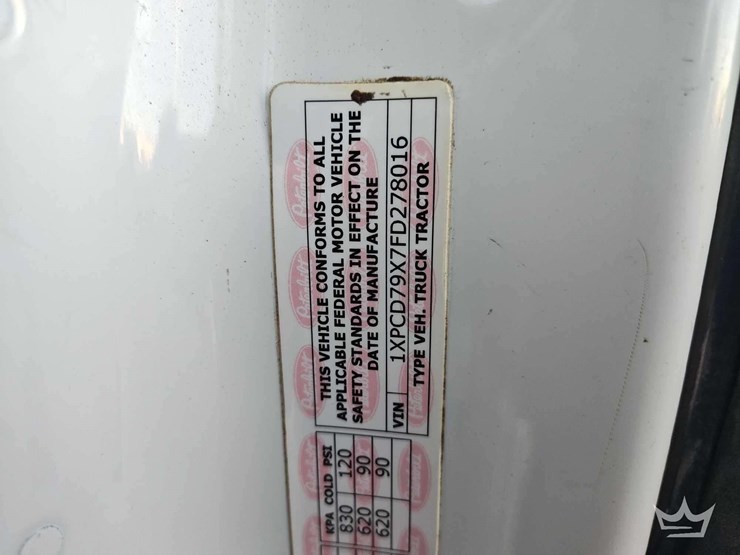 THIS VEHICLE CONFORMS TO ALL
APPLICABLE FEDERAL MOTOR VEHICLE
SAFETY STANDARDS IN EFFECT ON THE
DATE OF MANUFACTURE
VIN 1XPCD79X7FD278016
TYPE VEH. TRUCK TRACTOR
KPA COLD PSI
830 120
620 90
620 90